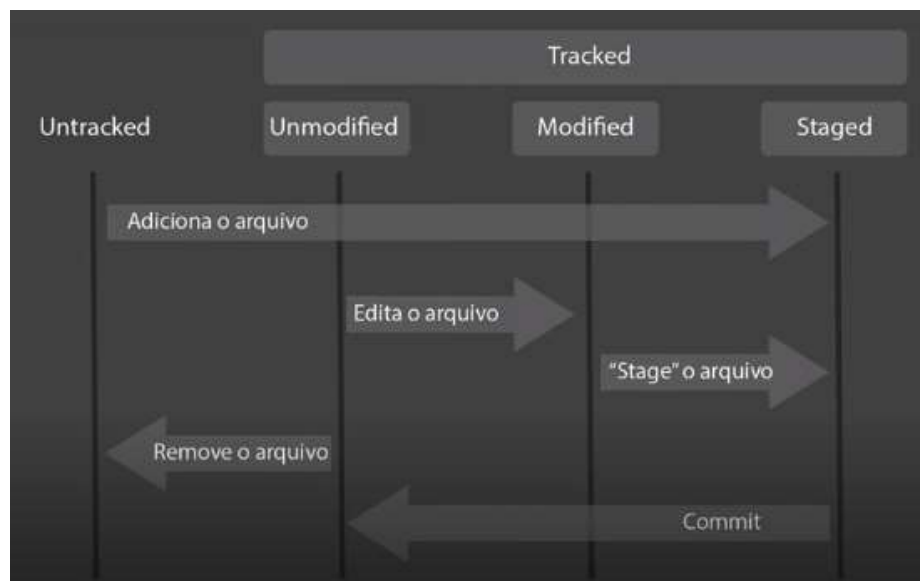 Tracked
Untracked
Unmodified
Modified
Staged
Adiciona o arquivo
Edita o arquivo
“Stage” o arquivo
Remove o arquivo
Commit